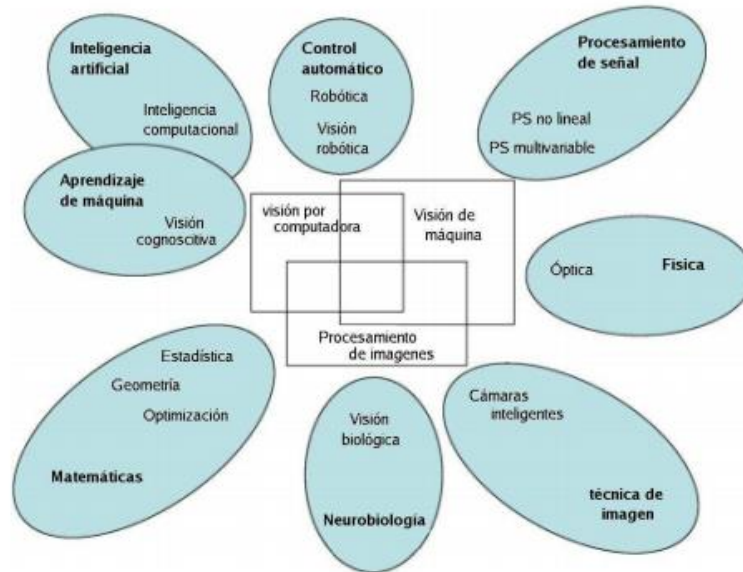 Inteligencia
artificial
Inteligencia
computacional
Control
automático
Robótica
Visión
robótica
Procesamiento
de señal
PS no lineal
PS multivariable
Aprendizaje
de máquina
Visión
cognoscitiva
visión por
computadora
Visión de
máquina
Procesamiento
de imagenes
Óptica
Fisica
Estadística
Geometría
Optimización
Matemáticas
Visión
biológica
Neurobiología
Cámaras
inteligentes
técnica de
imagen